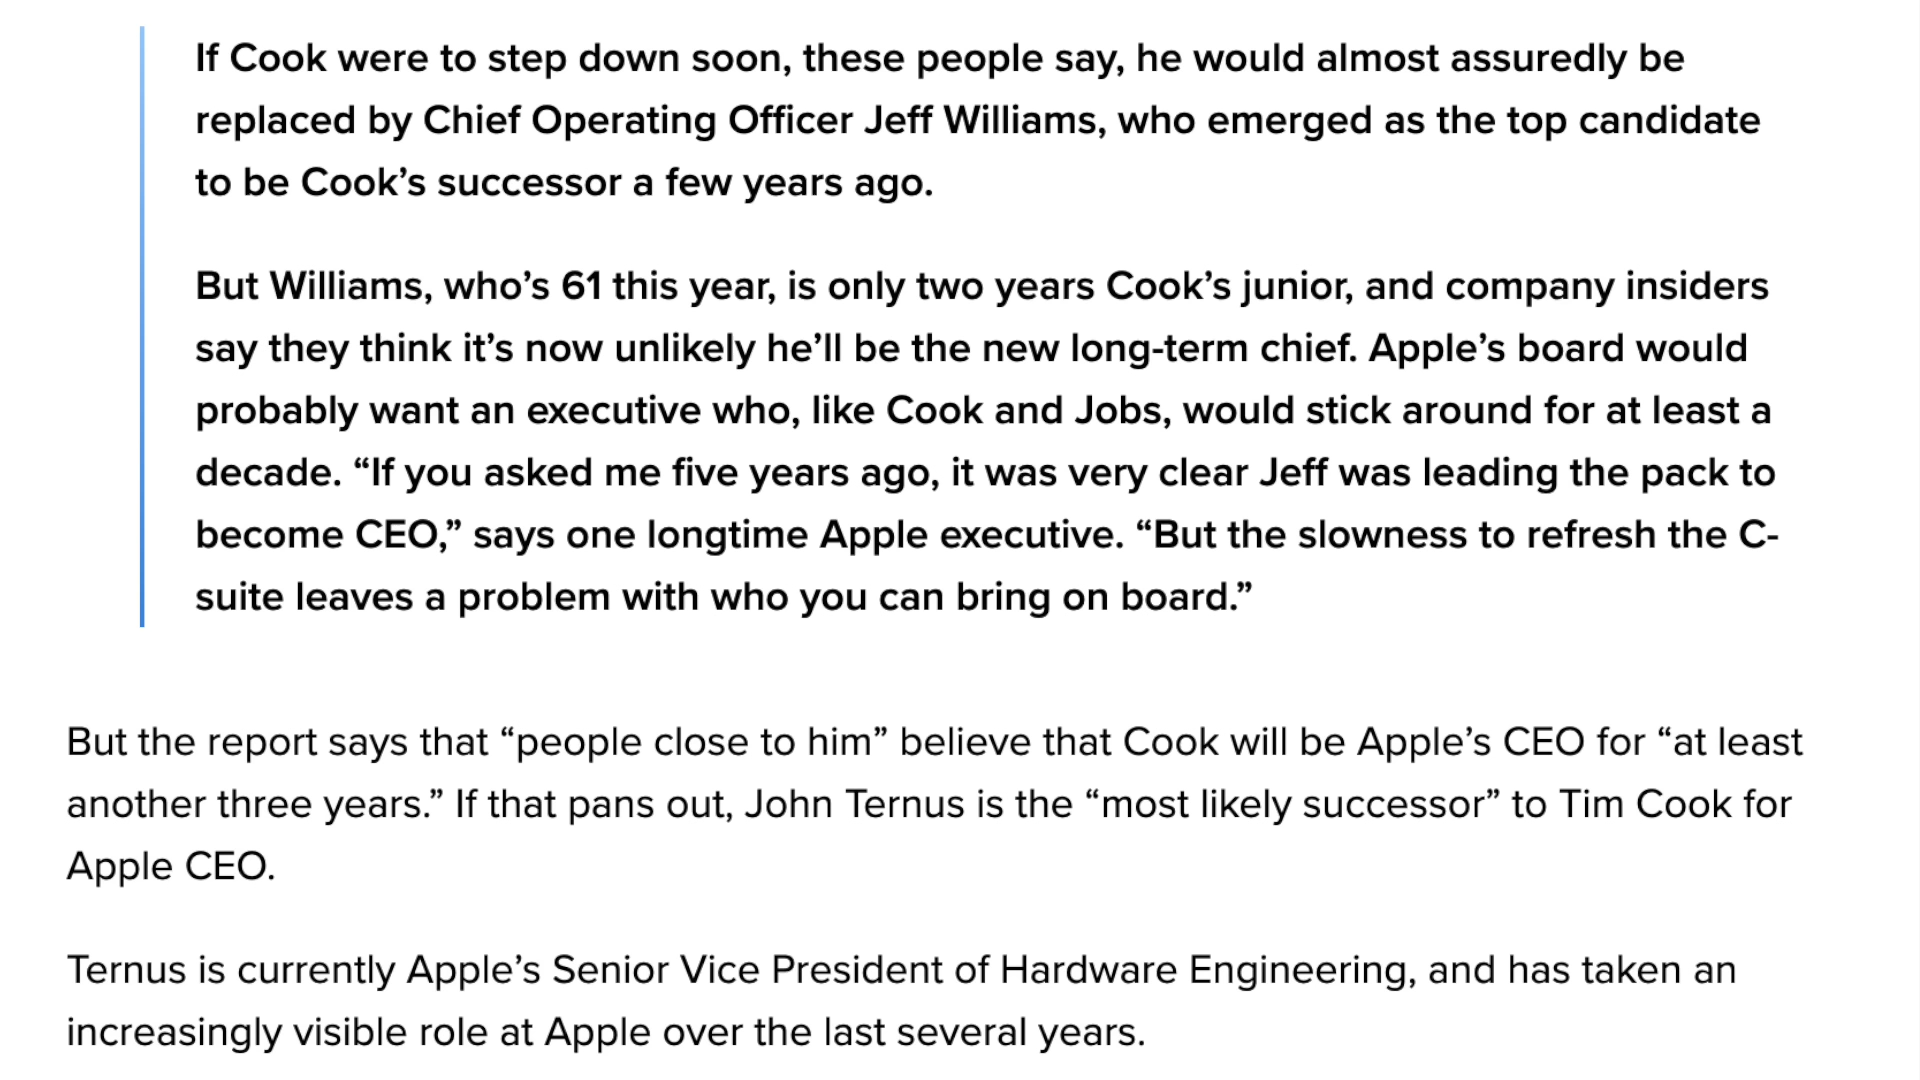 If Cook were to step down soon, these people say, he would almost assuredly be
replaced by Chief Operating Officer Jeff Williams, who emerged as the top candidate
to be Cook’s successor a few years ago.
But Williams, who’s 61 this year, is only two years Cook’s junior, and company insiders
say they think it’s now unlikely he’ll be the new long-term chief. Apple’s board would
probably want an executive who, like Cook and Jobs, would stick around for at least a
decade. “If you asked me five years ago, it was very clear Jeff was leading the pack to
become CEO,” says one longtime Apple executive. “But the slowness to refresh the C-
suite leaves a problem with who you can bring on board.”
But the report says that “people close to him” believe that Cook will be Apple’s CEO for “at least
another three years.” If that pans out, John Ternus is the “most likely successor” to Tim Cook for
Apple CEO.
Ternus is currently Apple’s Senior Vice President of Hardware Engineering, and has taken an
increasingly visible role at Apple over the last several years.